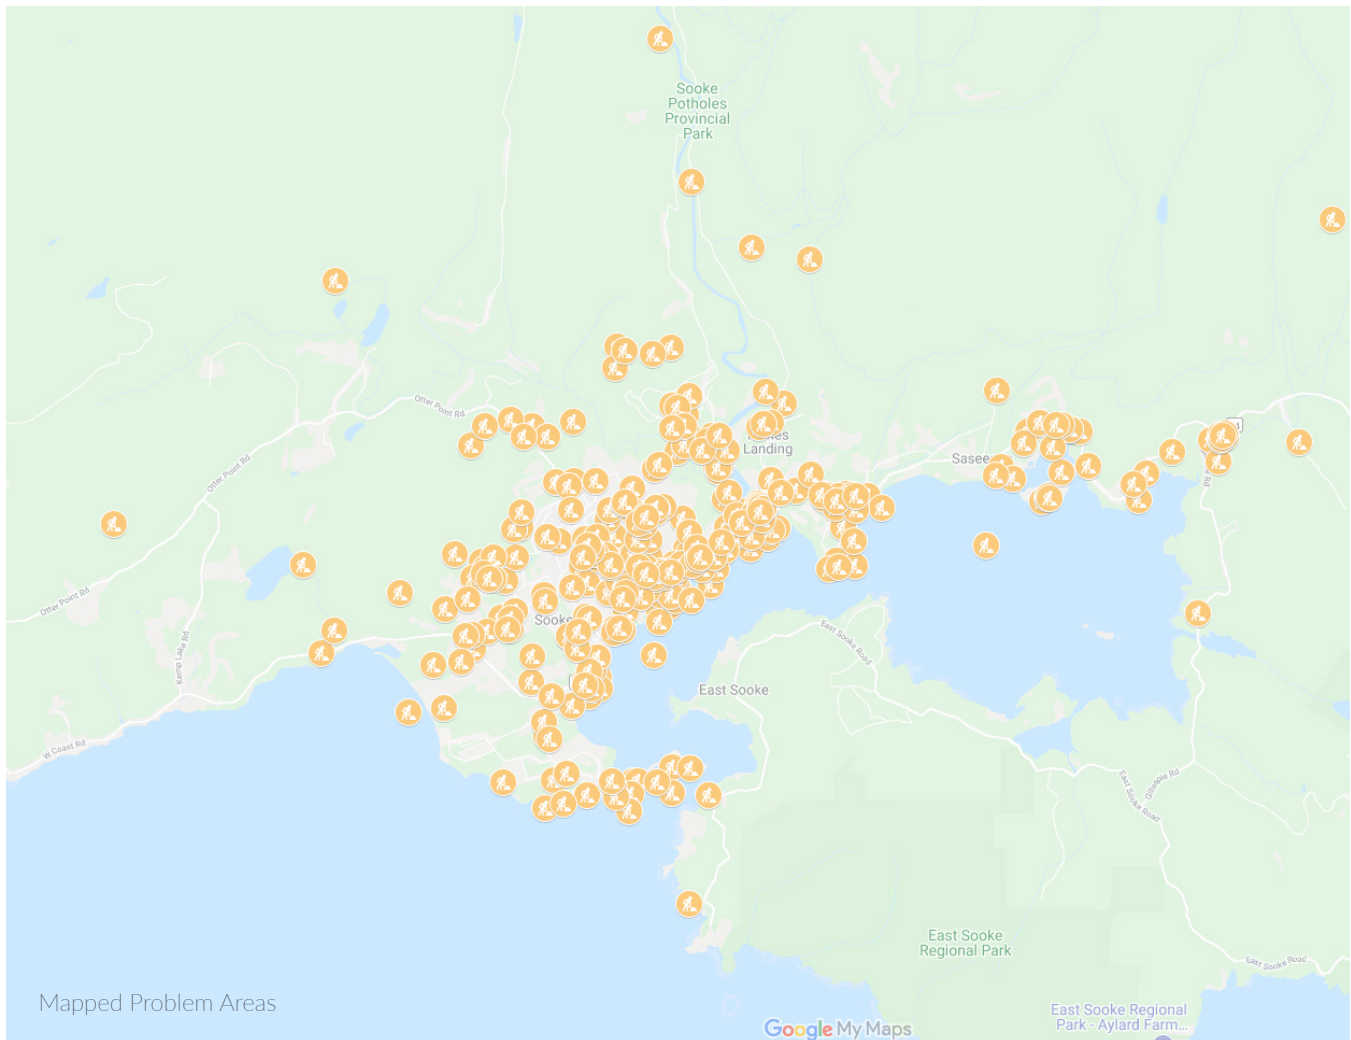 Sooke
Potholes
Provincial
Park
Otter Point Rd
Landing
Otter Point Rd
Otter Point Rd
Kemp Lake Rd
W Coast Rd
Sooke
East Sooke
East Sooke Road
Gillespie Rd
East Sooke Road
East Sooke
Regional Park
East Sooke Road
East Sooke Regional
Park - Aylard Farm...
Mapped Problem Areas
Google My Maps